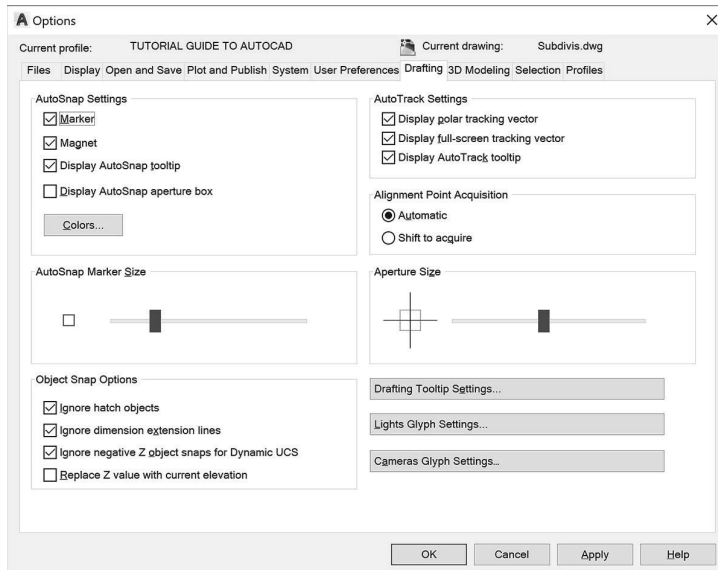 Options
Current profile: TUTORIAL GUIDE TO AUTOCAD Current drawing: Subdivis.dwg
Files Display Open and Save Plot and Publish System User Preferences Drafting 3D Modeling Selection Profiles
AutoSnap Settings
Marker
Magnet
Display AutoSnap tooltip
Display AutoSnap aperture box
Colors...
AutoTrack Settings
Display polar tracking vector
Display full-screen tracking vector
Display AutoTrack tooltip
Alignment Point Acquisition
Automatic
Shift to acquire
AutoSnap Marker Size
Aperture Size
Object Snap Options
Ignore hatch objects
Ignore dimension extension lines
Ignore negative Z object snaps for Dynamic UCS
Replace Z value with current elevation
Drafting Tooltip Settings...
Lights Glyph Settings...
Cameras Glyph Settings...
OK Cancel Apply Help